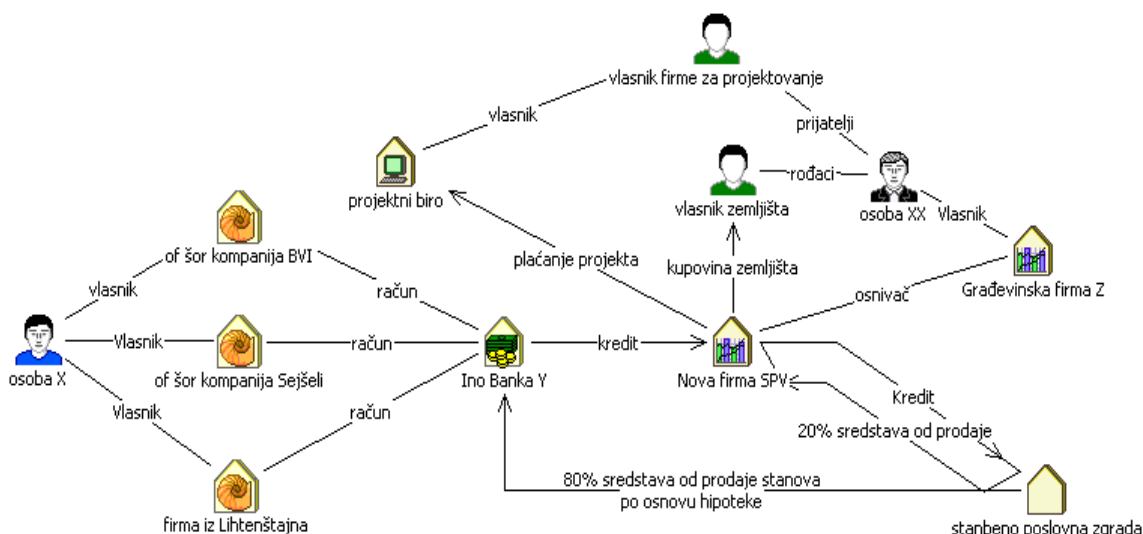 vlasnik firme za projektovanje
vlasnik
prijatelji
projektni biro
rođaci
vlasnik zemljišta
osoba XX
Vlasnik
of šor kompanija BVI
plaćanje projekta
kupovina zemljišta
vlasnik
račun
osnivač
Građevinska firma Z
osoba X
Vlasnik
of šor kompanija Sejšeli
račun
Ino Banka Y
kredit
Nova firma SPV
Kredit
Vlasnik
račun
20% sredstava od prodaje
80% sredstava od prodaje stanova
po osnovu hipoteke
firma iz Lihtenštajna
stanbeno poslovna zgrada